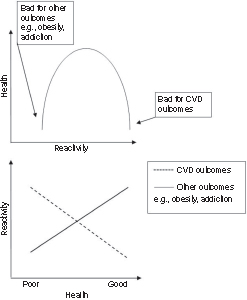 Bad for other
outcomes
e.g., obesity,
addiction
Health
Bad for CVD
outcomes
Reactivity
CVD outcomes
Other outcomes
e.g., obesity, addiction
Reactivity
Poor
Good
Health